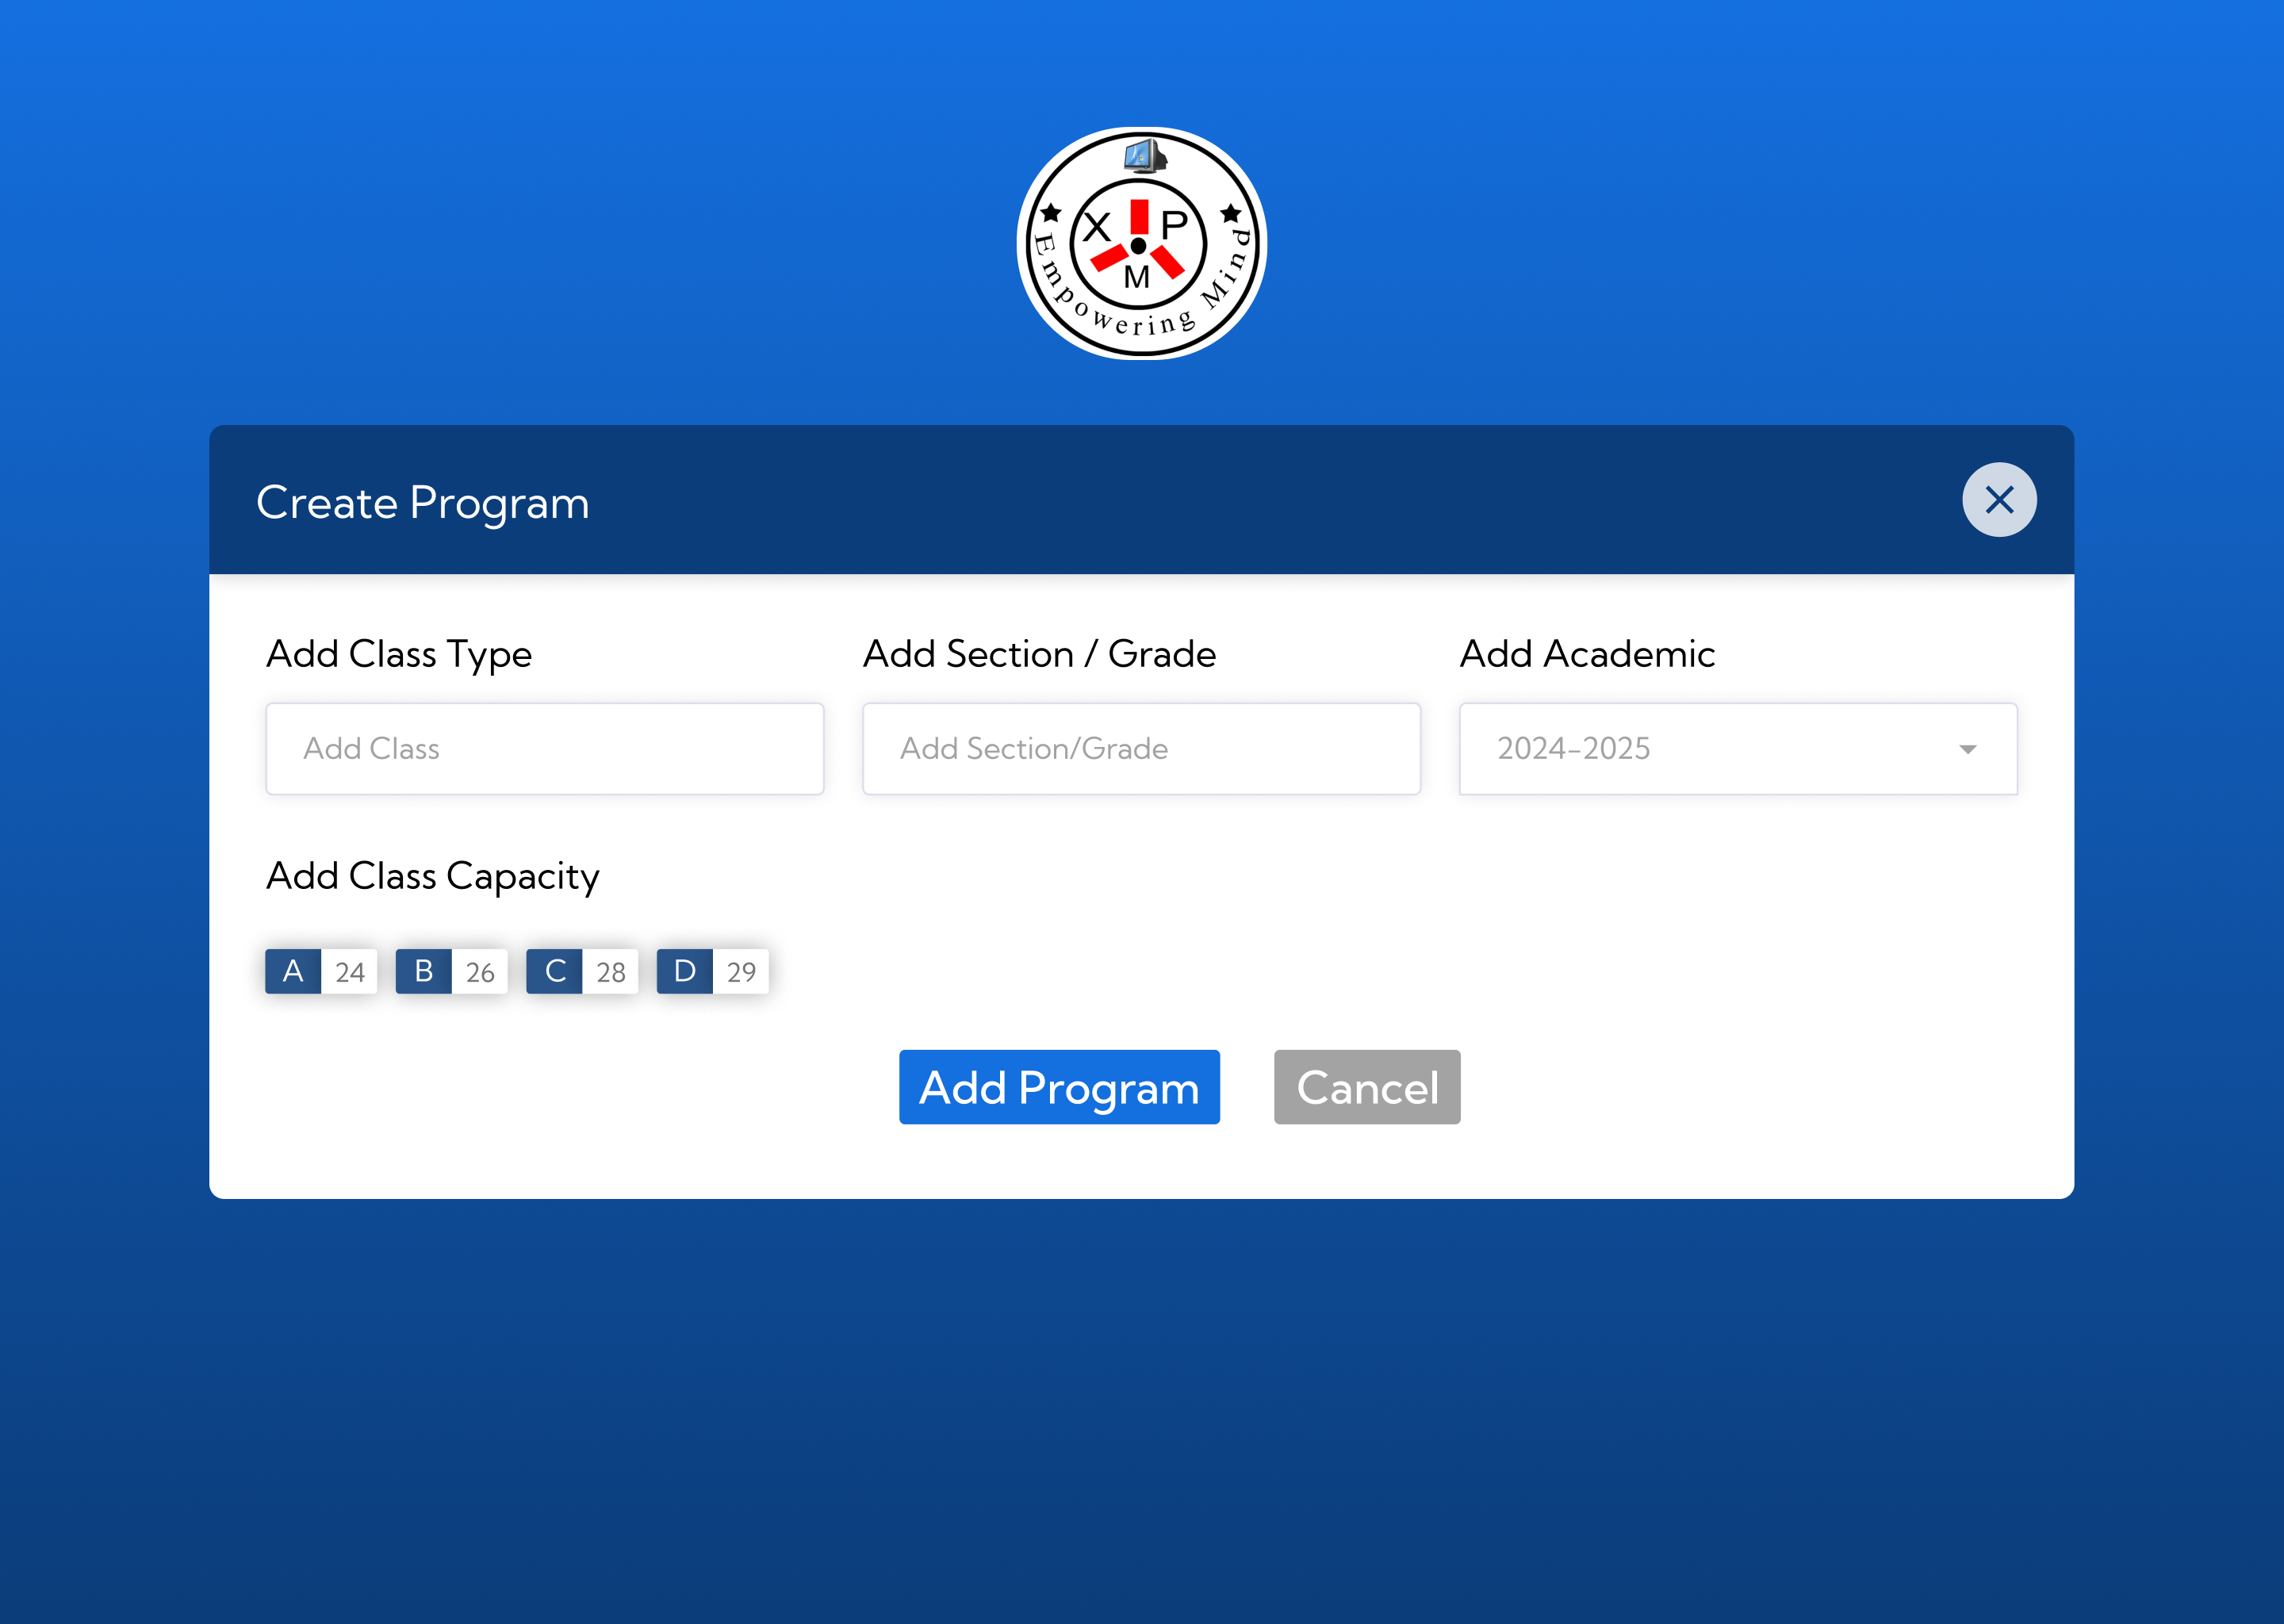 X P
M
Empowering Mind
Create Program
Add Class Type
Add Section / Grade
Add Academic
Add Class
Add Section/Grade
2024-2025
Add Class Capacity
A 24 B 26 C 28 D 29
Add Program
Cancel